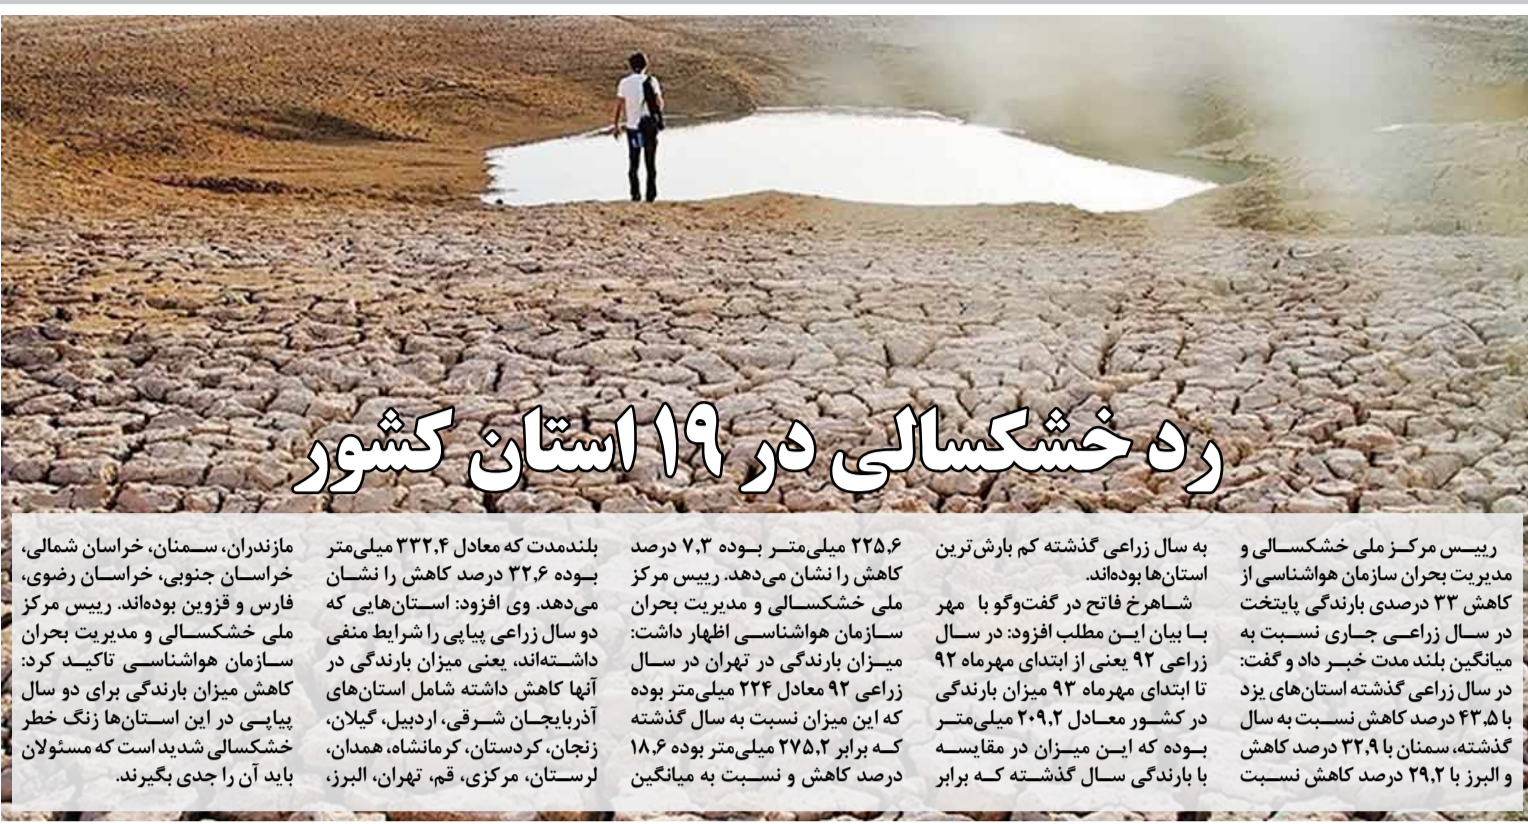 رد خشکسالی در ۱۹ استان کشور
رییس مرکز ملی خشکسالی و
مدیریت بحران سازمان هواشناسی از
کاهش ۳۳ درصدی بارندگی پایتخت
در سال زراعی جاری نسبت به
میانگین بلند مدت خبر داد و گفت:
در سال زراعی گذشته استان‌های یزد
با ۴۳٫۵ درصد کاهش نسبت به سال
گذشته، سمنان با ۳۲٫۹ درصد کاهش
و البرز با ۲۹٫۲ درصد کاهش نسبت
به سال زراعی گذشته کم بارش‌ترین
استان‌ها بوده‌اند.
شاهرخ فاتح در گفت‌وگو با مهر
با بیان این مطلب افزود: در سال
زراعی ۹۲ یعنی از ابتدای مهرماه ۹۲
تا ابتدای مهرماه ۹۳ میزان بارندگی
در کشور معادل ۲۰۹٫۲ میلی‌متر
بوده که این میزان در مقایسه
با بارندگی سال گذشته که برابر
۲۲۵٫۶ میلی‌متر بوده ۷٫۳ درصد
کاهش را نشان می‌دهد. رییس مرکز
ملی خشکسالی و مدیریت بحران
سازمان هواشناسی اظهار داشت:
میزان بارندگی در تهران در سال
زراعی ۹۲ معادل ۲۲۴ میلی‌متر بوده
که این میزان نسبت به سال گذشته
که برابر ۲۷۵٫۲ میلی‌متر بوده ۱۸٫۶
درصد کاهش و نسبت به میانگین
بلندمدت که معادل ۳۳۲٫۴ میلی‌متر
بوده ۳۲٫۶ درصد کاهش را نشان
می‌دهد. وی افزود: استان‌هایی که
دو سال زراعی پیاپی را شرایط منفی
داشته‌اند، یعنی میزان بارندگی در
آنها کاهش داشته شامل استان‌های
آذربایجان شرقی، اردبیل، گیلان،
زنجان، کردستان، کرمانشاه، همدان،
لرستان، مرکزی، قم، تهران، البرز،
مازندران، سمنان، خراسان شمالی،
خراسان جنوبی، خراسان رضوی،
فارس و قزوین بوده‌اند. رییس مرکز
ملی خشکسالی و مدیریت بحران
سازمان هواشناسی تاکید کرد:
کاهش میزان بارندگی برای دو سال
پیاپی در این استان‌ها زنگ خطر
خشکسالی شدید است که مسئولان
باید آن را جدی بگیرند.